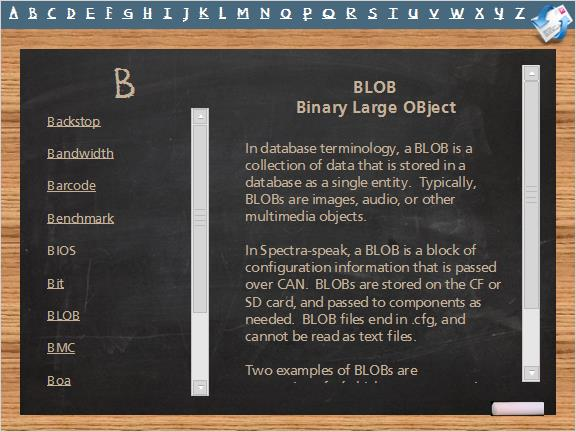 A B C D E F G H I J K L M N O P Q R S T U V W X Y Z
B
Backstop
Bandwidth
Barcode
Benchmark
BIOS
Bit
BLOB
BMC
Boa
BLOB
Binary Large OBject
In database terminology, a BLOB is a
collection of data that is stored in a
database as a single entity.  Typically,
BLOBs are images, audio, or other
multimedia objects.
In Spectra-speak, a BLOB is a block of
configuration information that is passed
over CAN.  BLOBs are stored on the CF or
SD card, and passed to components as
needed.  BLOB files end in .cfg, and
cannot be read as text files.
Two examples of BLOBs are